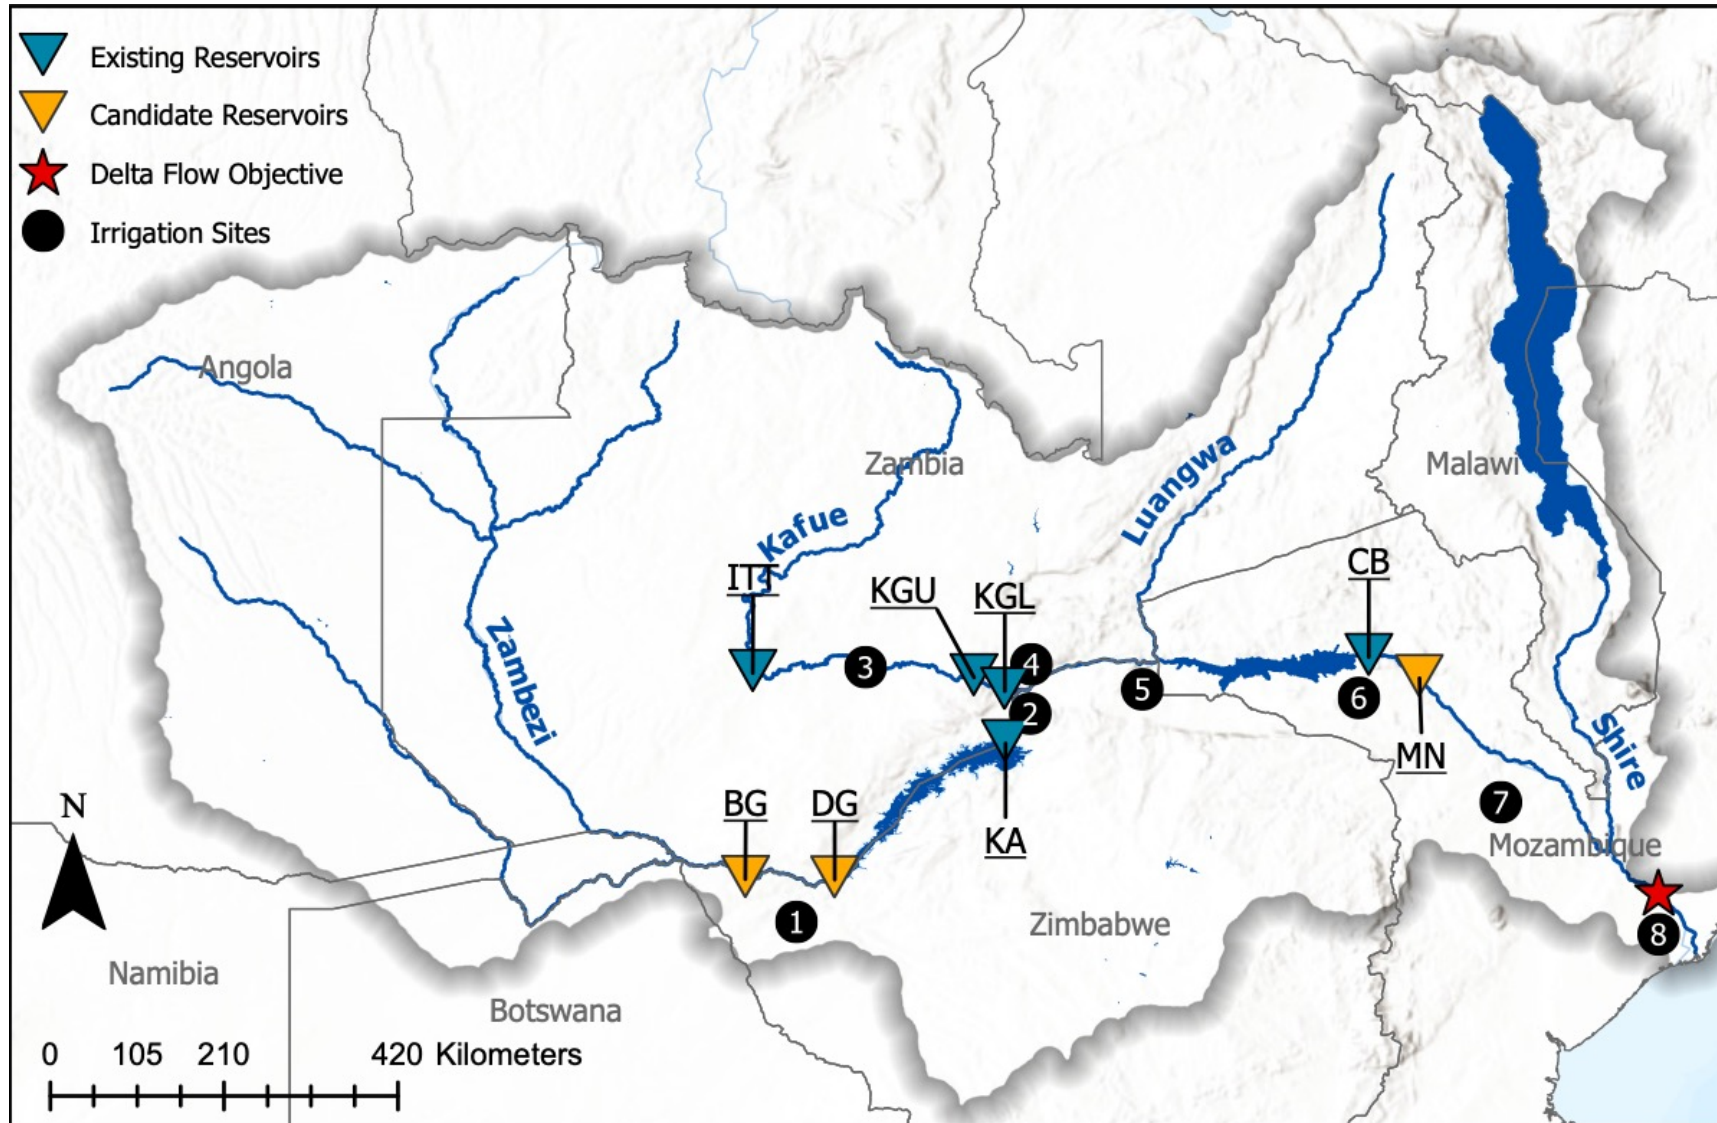 Existing Reservoirs
Candidate Reservoirs
Delta Flow Objective
Irrigation Sites
Angola
Zambia
Malawi
Luangwa
Kafue
ITT
KGU
KGL
CB
3
4
5
2
6
Zambezi
MN
Shire
BG
DG
KA
7
Mozambique
N
1
Zimbabwe
8
Namibia
Botswana
0 105 210 420 Kilometers